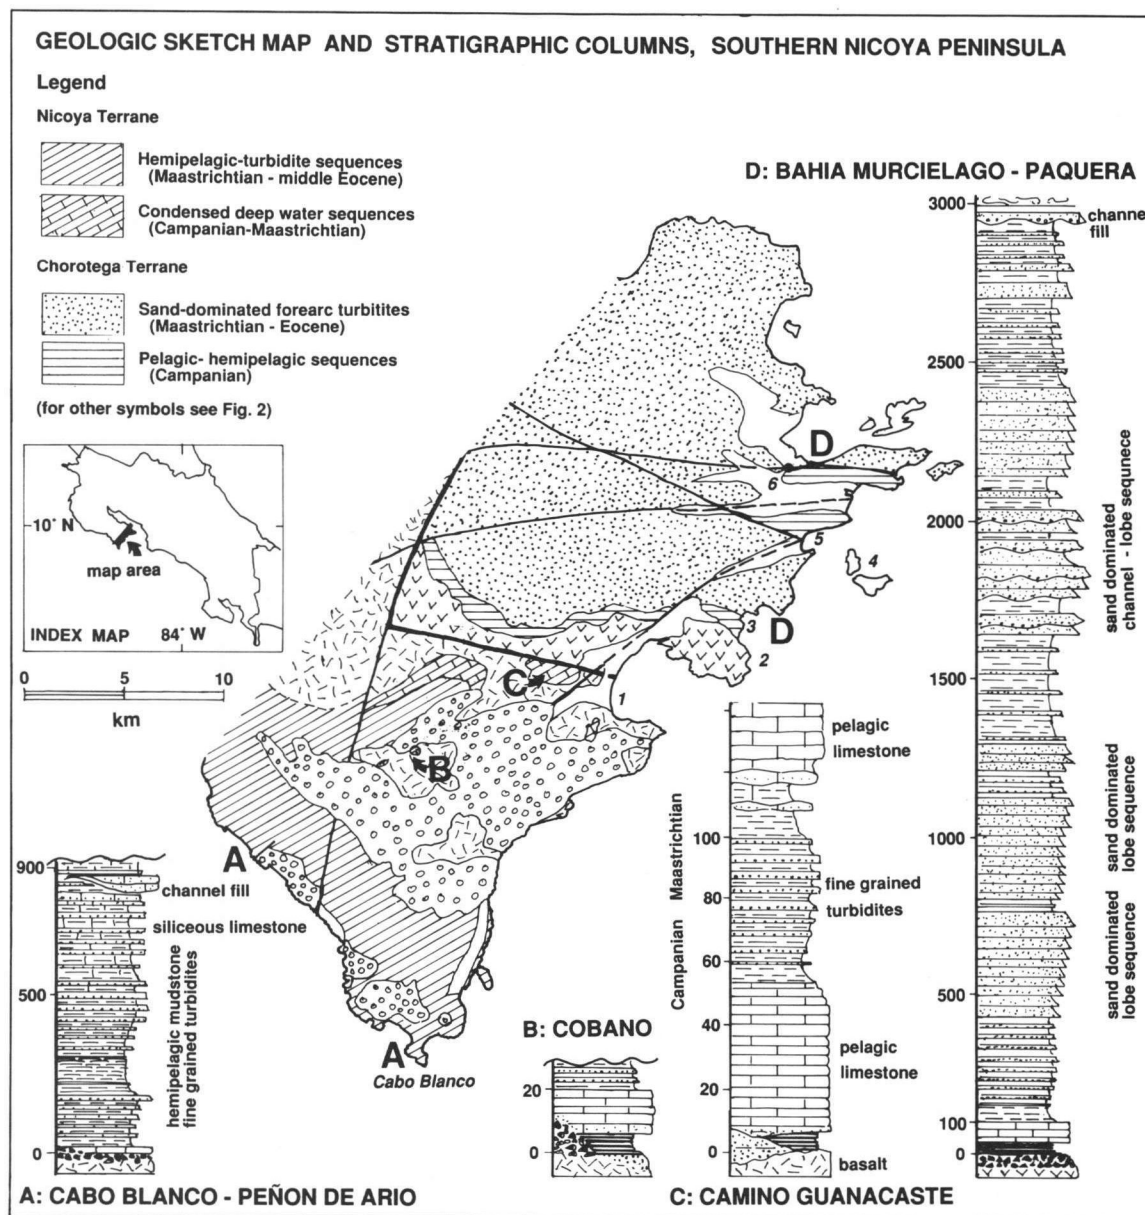 GEOLOGIC SKETCH MAP AND STRATIGRAPHIC COLUMNS, SOUTHERN NICOYA PENINSULA
Legend
Nicoya Terrane
Hemipelagic-turbidite sequences
(Maastrichtian - middle Eocene)
Condensed deep water sequences
(Campanian-Maastrichtian)
Chorotega Terrane
Sand-dominated forearc turbitites
(Maastrichtian - Eocene)
Pelagic- hemipelagic sequences
(Campanian)
(for other symbols see Fig. 2)
10° N
map area
INDEX MAP 84° W
0 5 10
km
D
6
5
4
3
D
2
1
C
B
A
A
Cabo Blanco
D: BAHIA MURCIELAGO - PAQUERA
3000
channel
fill
2500
2000
sand dominated
channel - lobe sequnece
1500
1000
sand dominated
lobe sequence
sand dominated
lobe sequence
500
100
0
900
channel fill
siliceous limestone
500
hemipelagic mudstone
fine grained turbidites
0
A: CABO BLANCO - PEÑON DE ARIO
B: COBANO
20
0
pelagic
limestone
Campanian Maastrichtian
100
80
fine grained
turbidites
60
40
pelagic
limestone
20
0
basalt
C: CAMINO GUANACASTE